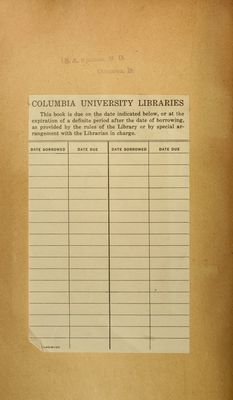 COLUMBIA UNIVERSITY LIBRARIES
This book is due on the date indicated below, or at the
expiration of a definite period after the date of borrowing,
as provided by the rules of the Library or by special ar-
rangement with the Librarian in charge.
DATE BORROWED DATE DUE DATE BORROWED DATE DUE